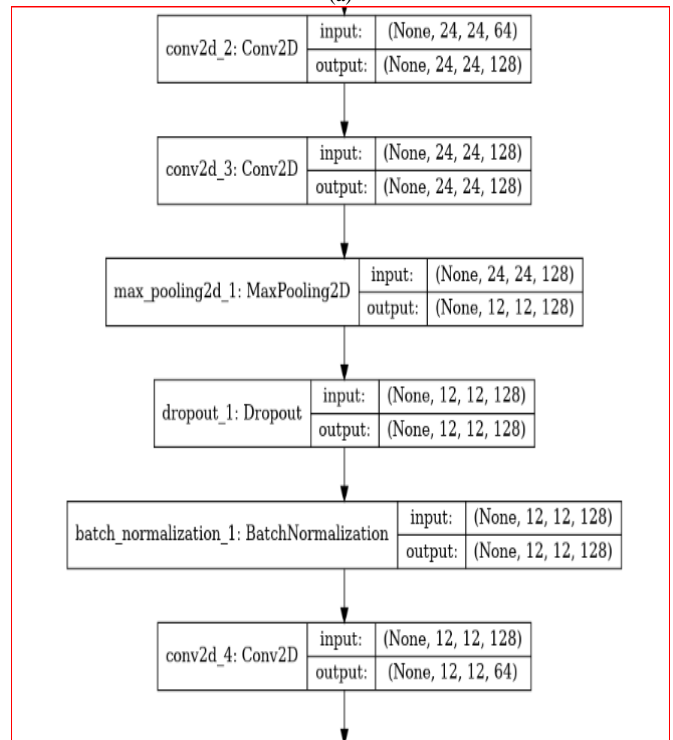 conv2d_2: Conv2D
input: (None, 24, 24, 64)
output: (None, 24, 24, 128)
conv2d_3: Conv2D
input: (None, 24, 24, 128)
output: (None, 24, 24, 128)
max_pooling2d_1: MaxPooling2D
input: (None, 24, 24, 128)
output: (None, 12, 12, 128)
dropout_1: Dropout
input: (None, 12, 12, 128)
output: (None, 12, 12, 128)
batch_normalization_1: BatchNormalization
input: (None, 12, 12, 128)
output: (None, 12, 12, 128)
conv2d_4: Conv2D
input: (None, 12, 12, 128)
output: (None, 12, 12, 64)